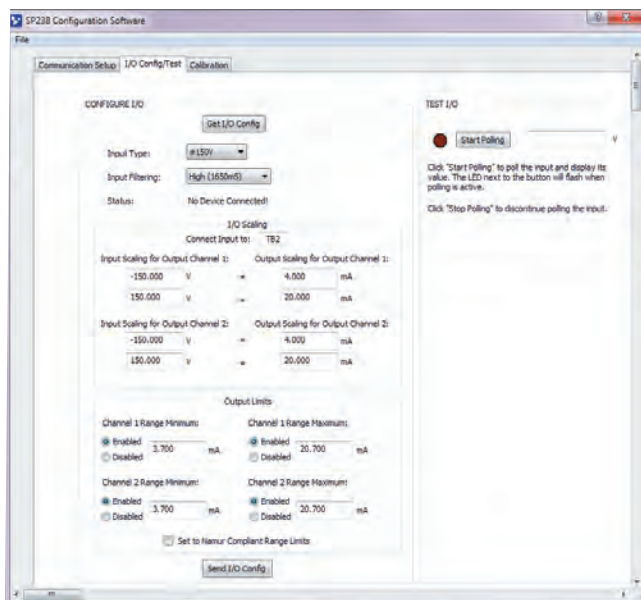 SP238 Configuration Software
File
Communication Setup I/O Config/Test Calibration
CONFIGURE I/O
Get I/O Config
Input Type: ±150V
Input Filtering: High (1650mS)
Status: No Device Connected!
I/O Scaling
Connect Input to: TB2
Input Scaling for Output Channel 1: Output Scaling for Output Channel 1:
-150.000 V = 4.000 mA
150.000 V = 20.000 mA
Input Scaling for Output Channel 2: Output Scaling for Output Channel 2:
-150.000 V = 4.000 mA
150.000 V = 20.000 mA
Output Limits
Channel 1 Range Minimum: Channel 1 Range Maximum:
Enabled 3.700 mA Enabled 20.700 mA
Disabled Disabled
Channel 2 Range Minimum: Channel 2 Range Maximum:
Enabled 3.700 mA Enabled 20.700 mA
Disabled Disabled
Set to Namur Compliant Range Limits
Send I/O Config
TEST I/O
Start Polling V
Click "Start Polling" to poll the input and display its
value. The LED next to the button will flash when
polling is active.
Click "Stop Polling" to discontinue polling the input.